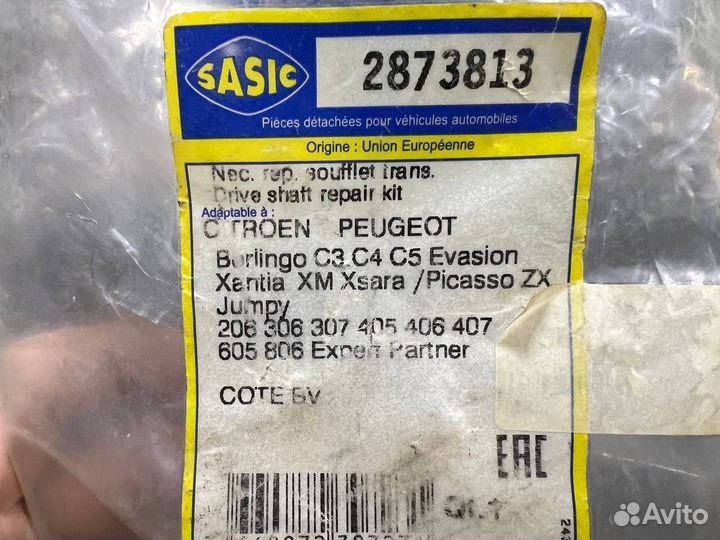 SASIC
2873813
Pièces détachées pour véhicules automobiles
Origine : Union Européenne
Nec. rep. soufflet trans.
Drive shaft repair kit
Adaptable à :
CITROEN PEUGEOT
Berlingo C3 C4 C5 Evasion
Xantia XM Xsara /Picasso ZX
Jumpy
206 306 307 405 406 407
605 806 Expert Partner
COTE BV
EAC
Avito